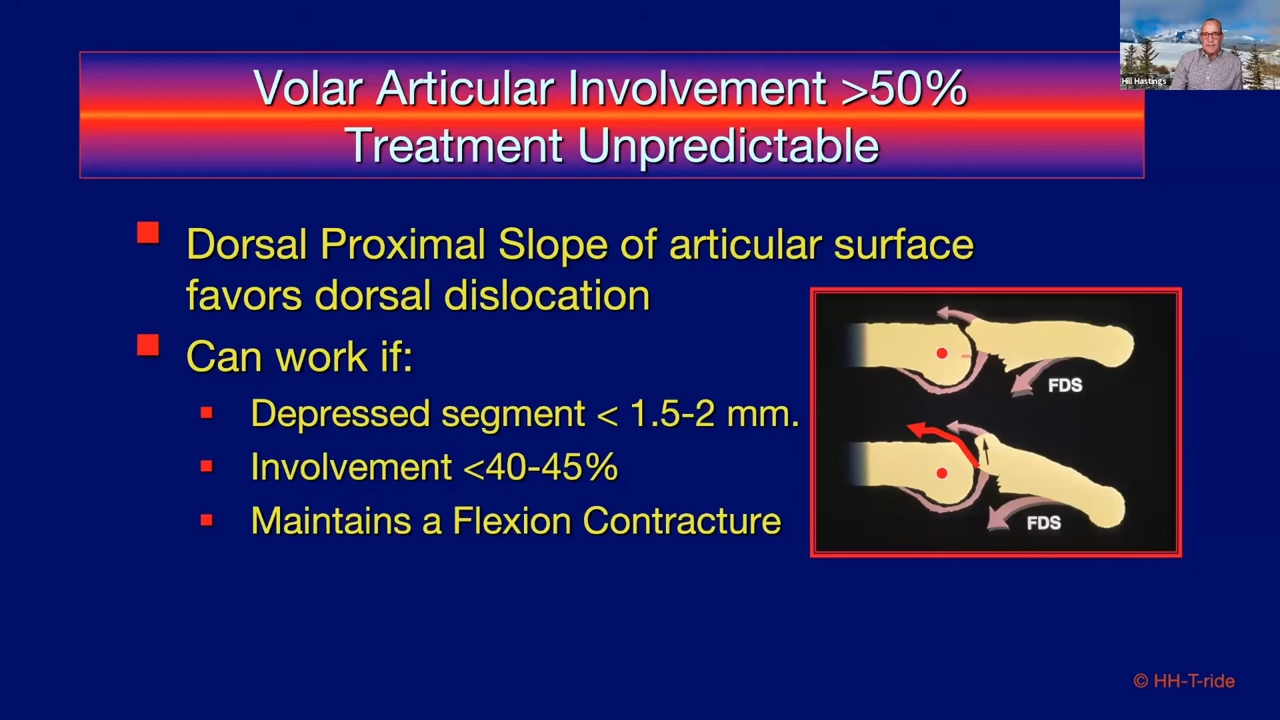 Hill Hastings
Volar Articular Involvement >50%
Treatment Unpredictable
Dorsal Proximal Slope of articular surface
favors dorsal dislocation
Can work if:
Depressed segment < 1.5-2 mm.
Involvement <40-45%
Maintains a Flexion Contracture
FDS
FDS
© HH-T-ride